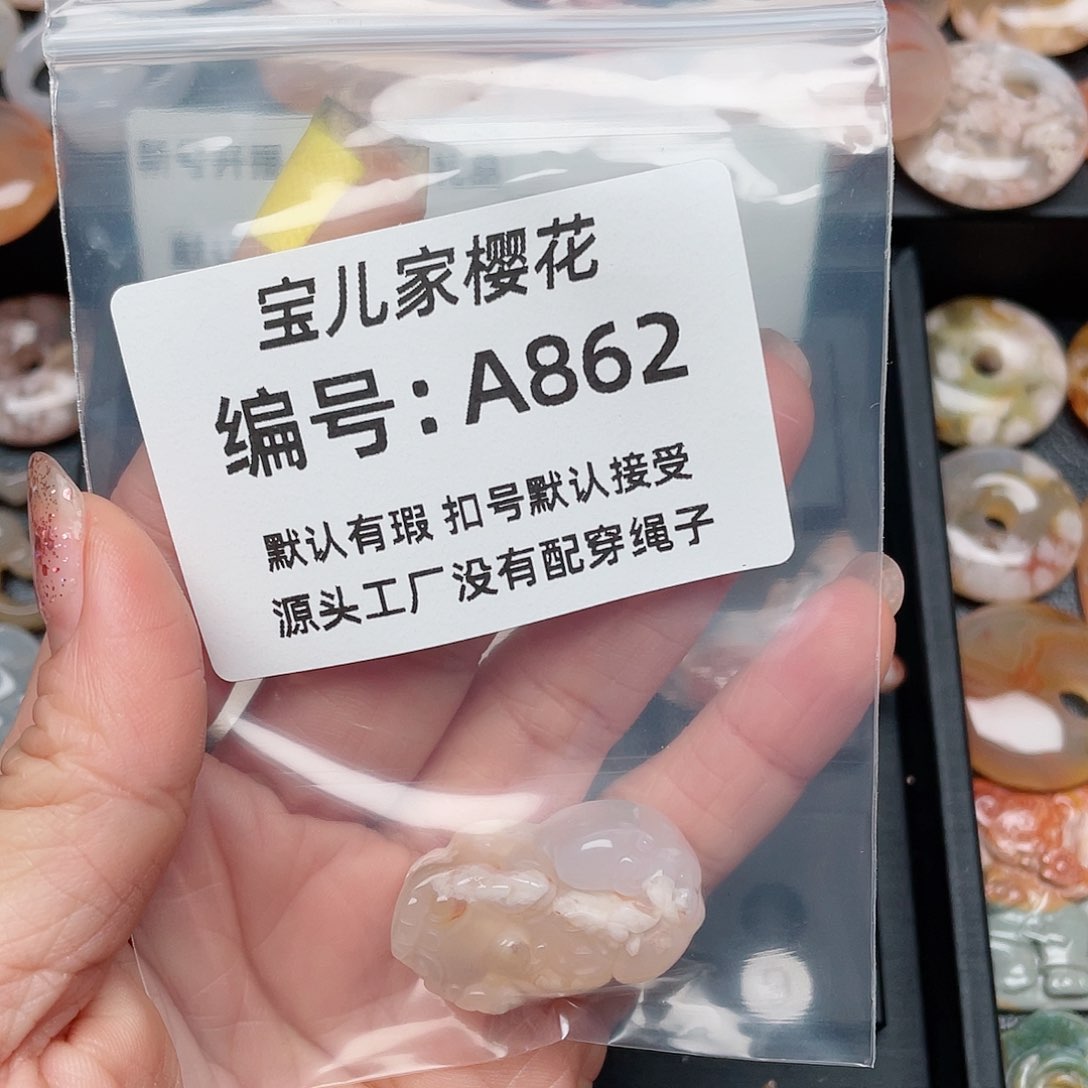 宝儿家樱花
编号:A862
默认有瑕 扣号默认接受
源头工厂没有配穿绳子